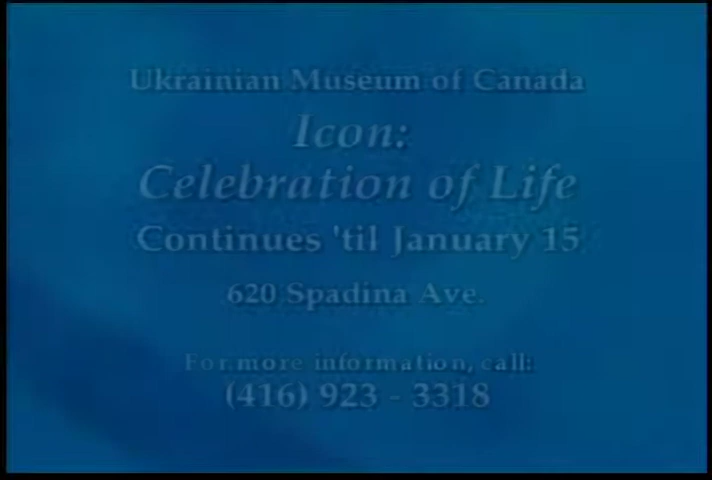 Ukrainian Museum of Canada
Icon:
Celebration of Life
Continues 'til January 15
620 Spadina Ave.
For more information, call:
(416) 923 - 3318